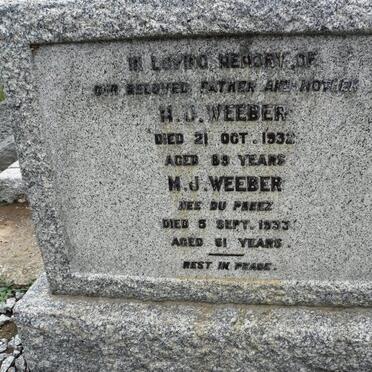 IN LOVING MEMORY OF
OUR BELOVED FATHER AND MOTHER
H.J. WEEBER
DIED 21 OCT. 1932
AGED 69 YEARS
M.J. WEEBER
NEE DU PREEZ
DIED 5 SEPT. 1933
AGED 61 YEARS
REST IN PEACE.